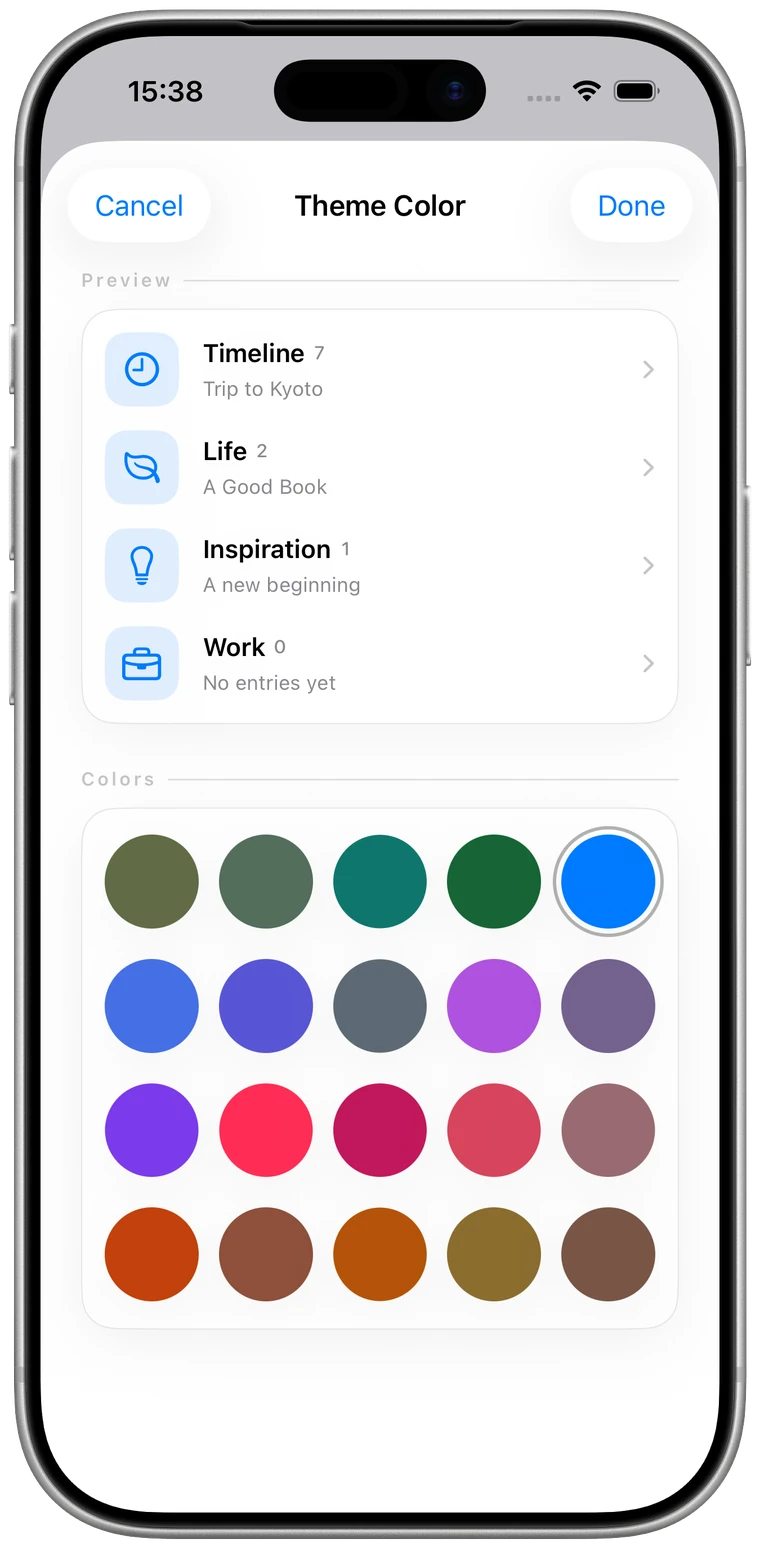 15:38
Cancel Theme Color Done
Preview
Timeline 7
Trip to Kyoto
Life 2
A Good Book
Inspiration 1
A new beginning
Work 0
No entries yet
Colors